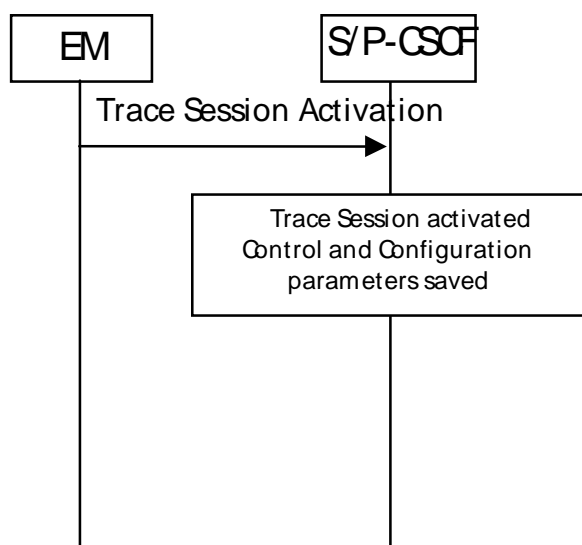 EM
S/P-CSCF
Trace Session Activation
Trace Session activated
Control and Configuration
parameters saved